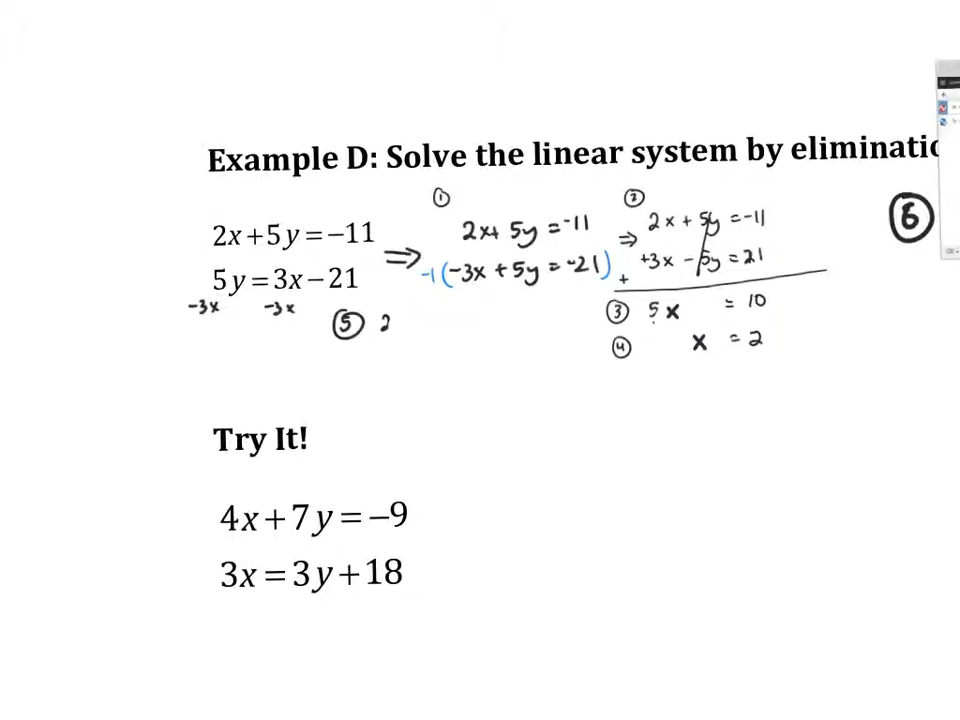 Example D: Solve the linear system by eliminatio
① ②
2x+5y=−11 ⇒ 2x+5y=-11 ⇒ 2x+5y=-11
5y=3x−21 -1(-3x+5y=-21) +3x-5y=21
-3x -3x +
③ 5x = 10
⑤ 2
④ x = 2
⑥
Try It!
4x+7y=−9
3x=3y+18